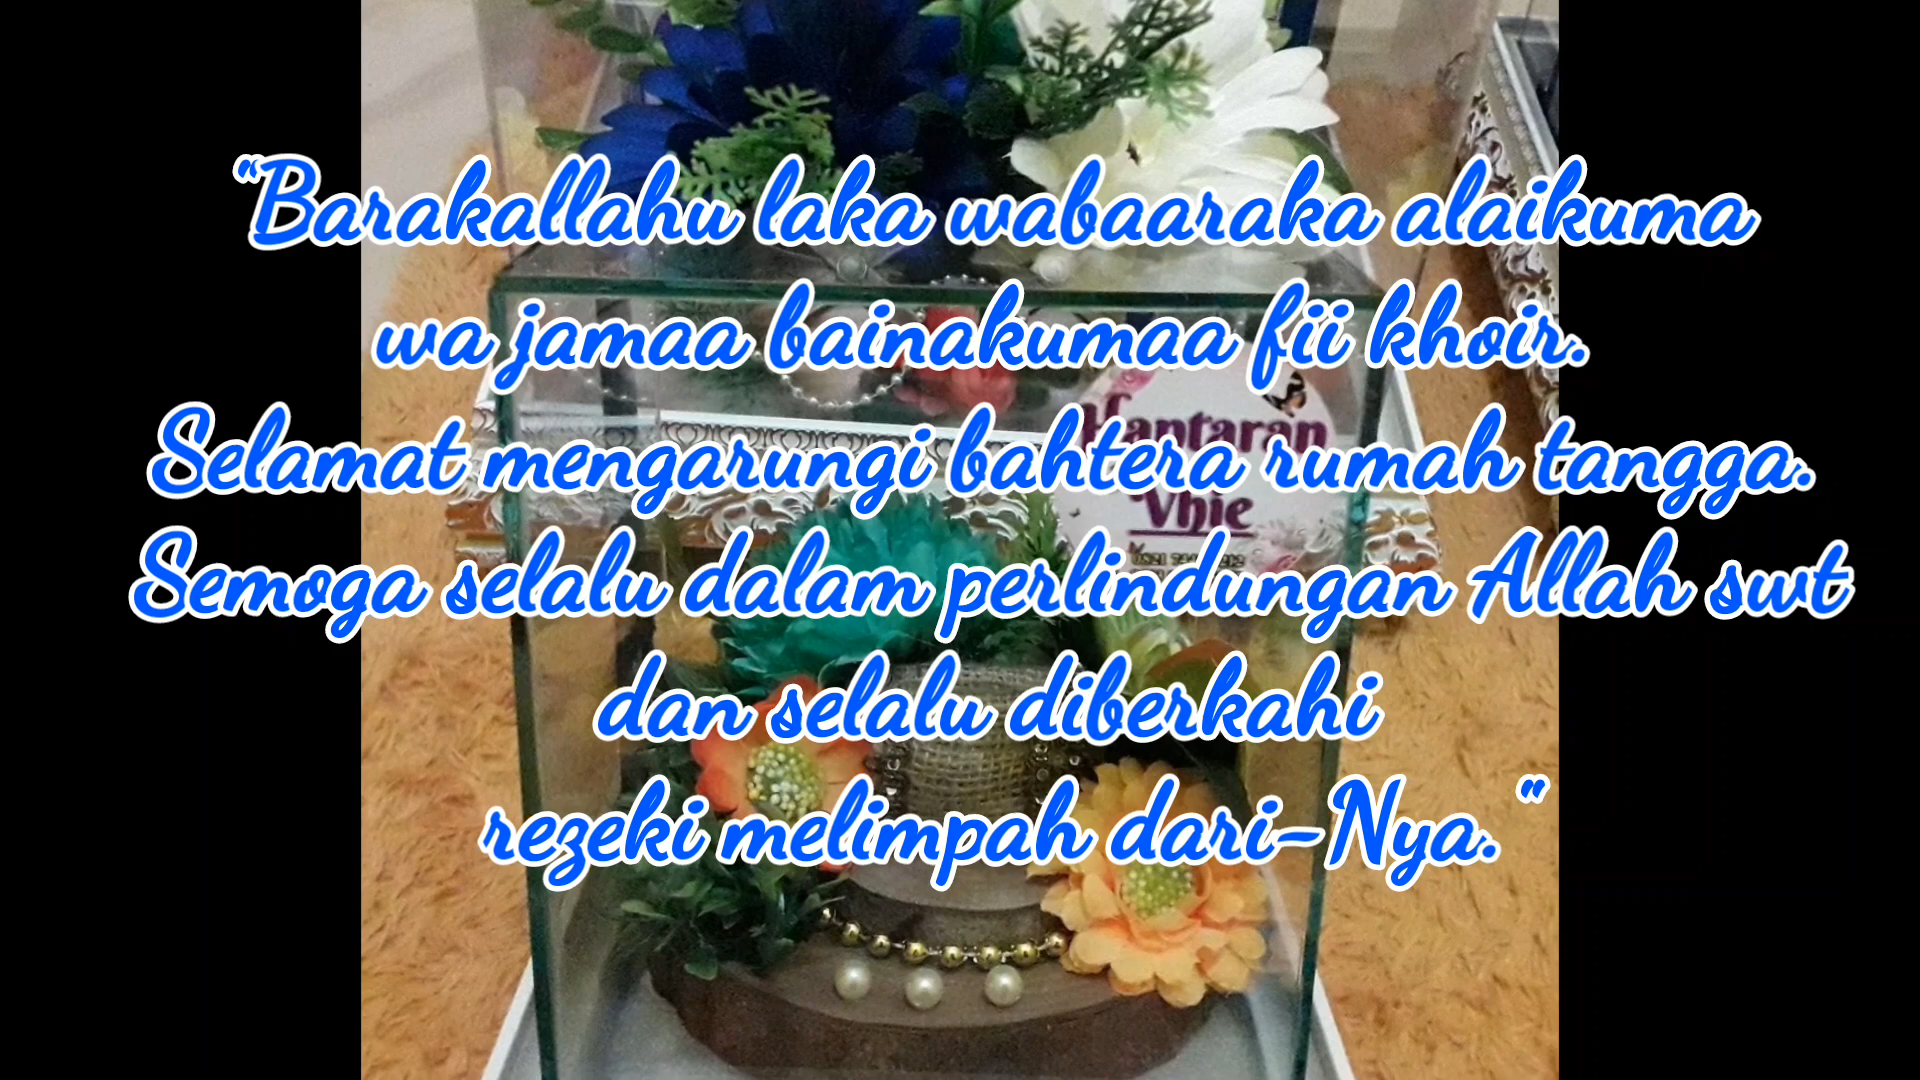 “Barakallahu laka wabaaraka alaikuma
wa jamaa bainakumaa fii khoir.
Selamat mengarungi bahtera rumah tangga.
Semoga selalu dalam perlindungan Allah swt
dan selalu diberkahi
rezeki melimpah dari-Nya.“
Hantaran
Vhie